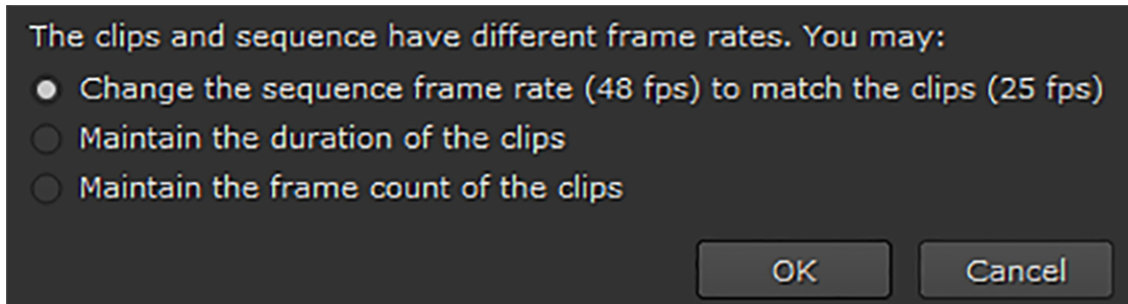 The clips and sequence have different frame rates. You may:
Change the sequence frame rate (48 fps) to match the clips (25 fps)
Maintain the duration of the clips
Maintain the frame count of the clips
OK Cancel